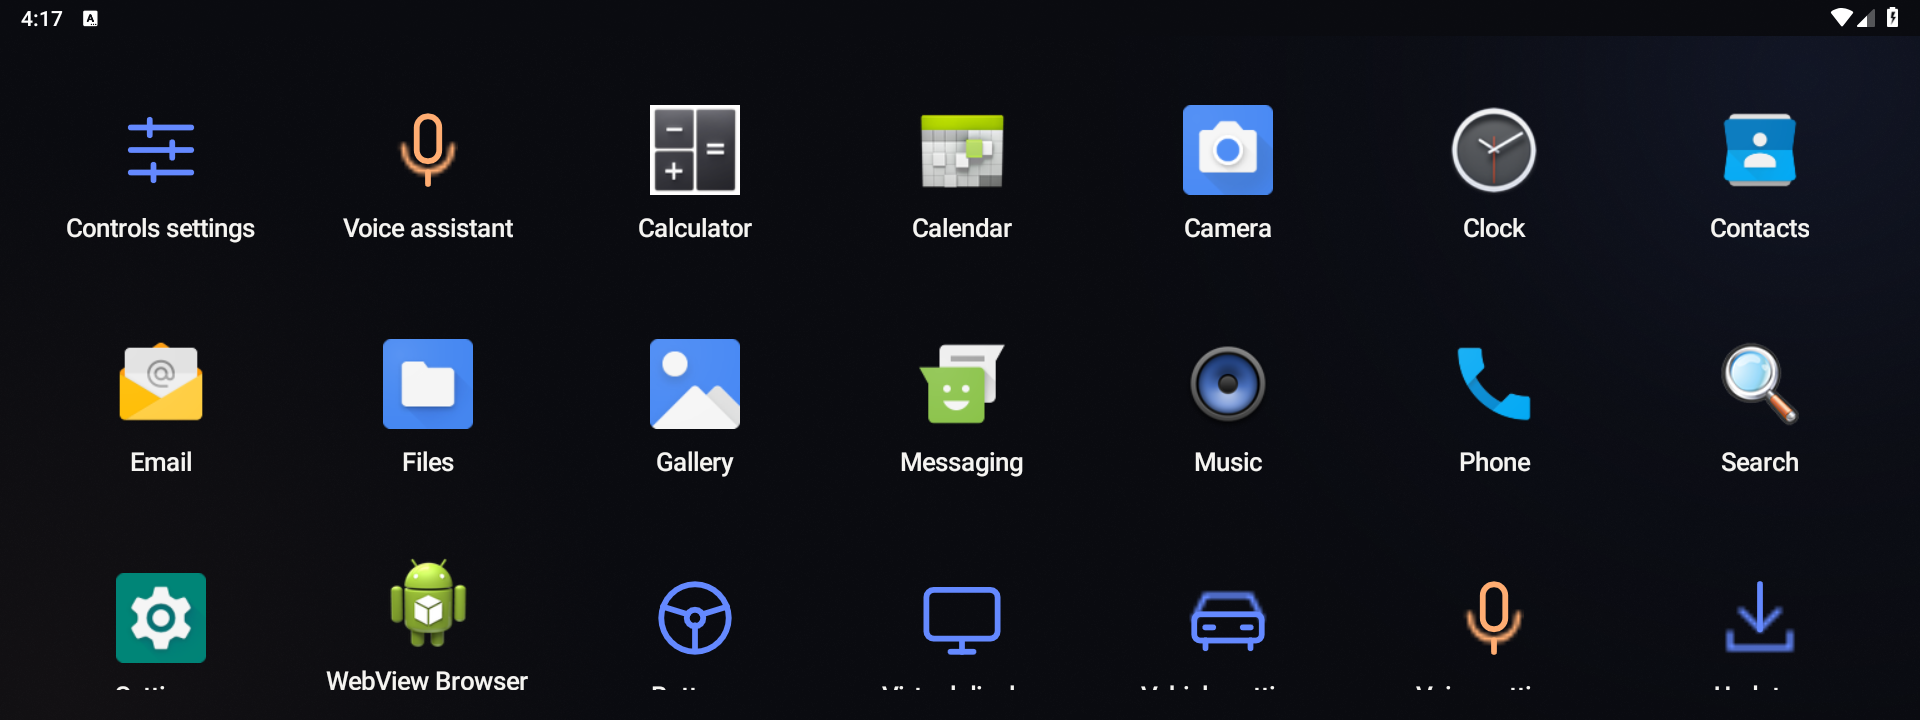 4:17
Controls settings
Voice assistant
Calculator
Calendar
Camera
Clock
Contacts
Email
Files
Gallery
Messaging
Music
Phone
Search
WebView Browser